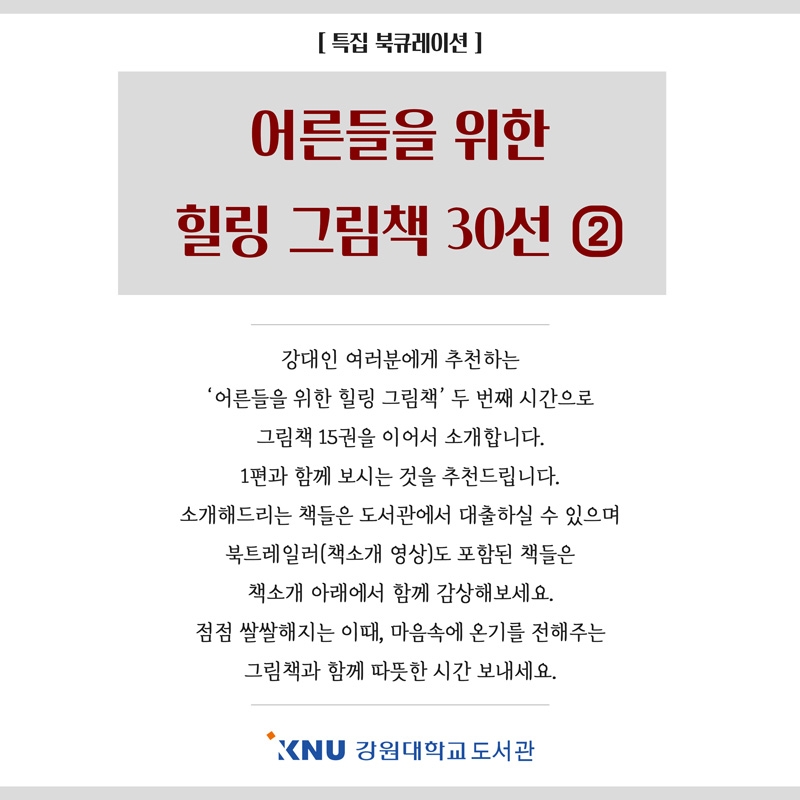 [ 특집 북큐레이션 ]
어른들을 위한
힐링 그림책 30선 ②
강대인 여러분에게 추천하는
‘어른들을 위한 힐링 그림책’ 두 번째 시간으로
그림책 15권을 이어서 소개합니다.
1편과 함께 보시는 것을 추천드립니다.
소개해드리는 책들은 도서관에서 대출하실 수 있으며
북트레일러(책소개 영상)도 포함된 책들은
책소개 아래에서 함께 감상해보세요.
점점 쌀쌀해지는 이때, 마음속에 온기를 전해주는
그림책과 함께 따뜻한 시간 보내세요.
KNU 강원대학교도서관